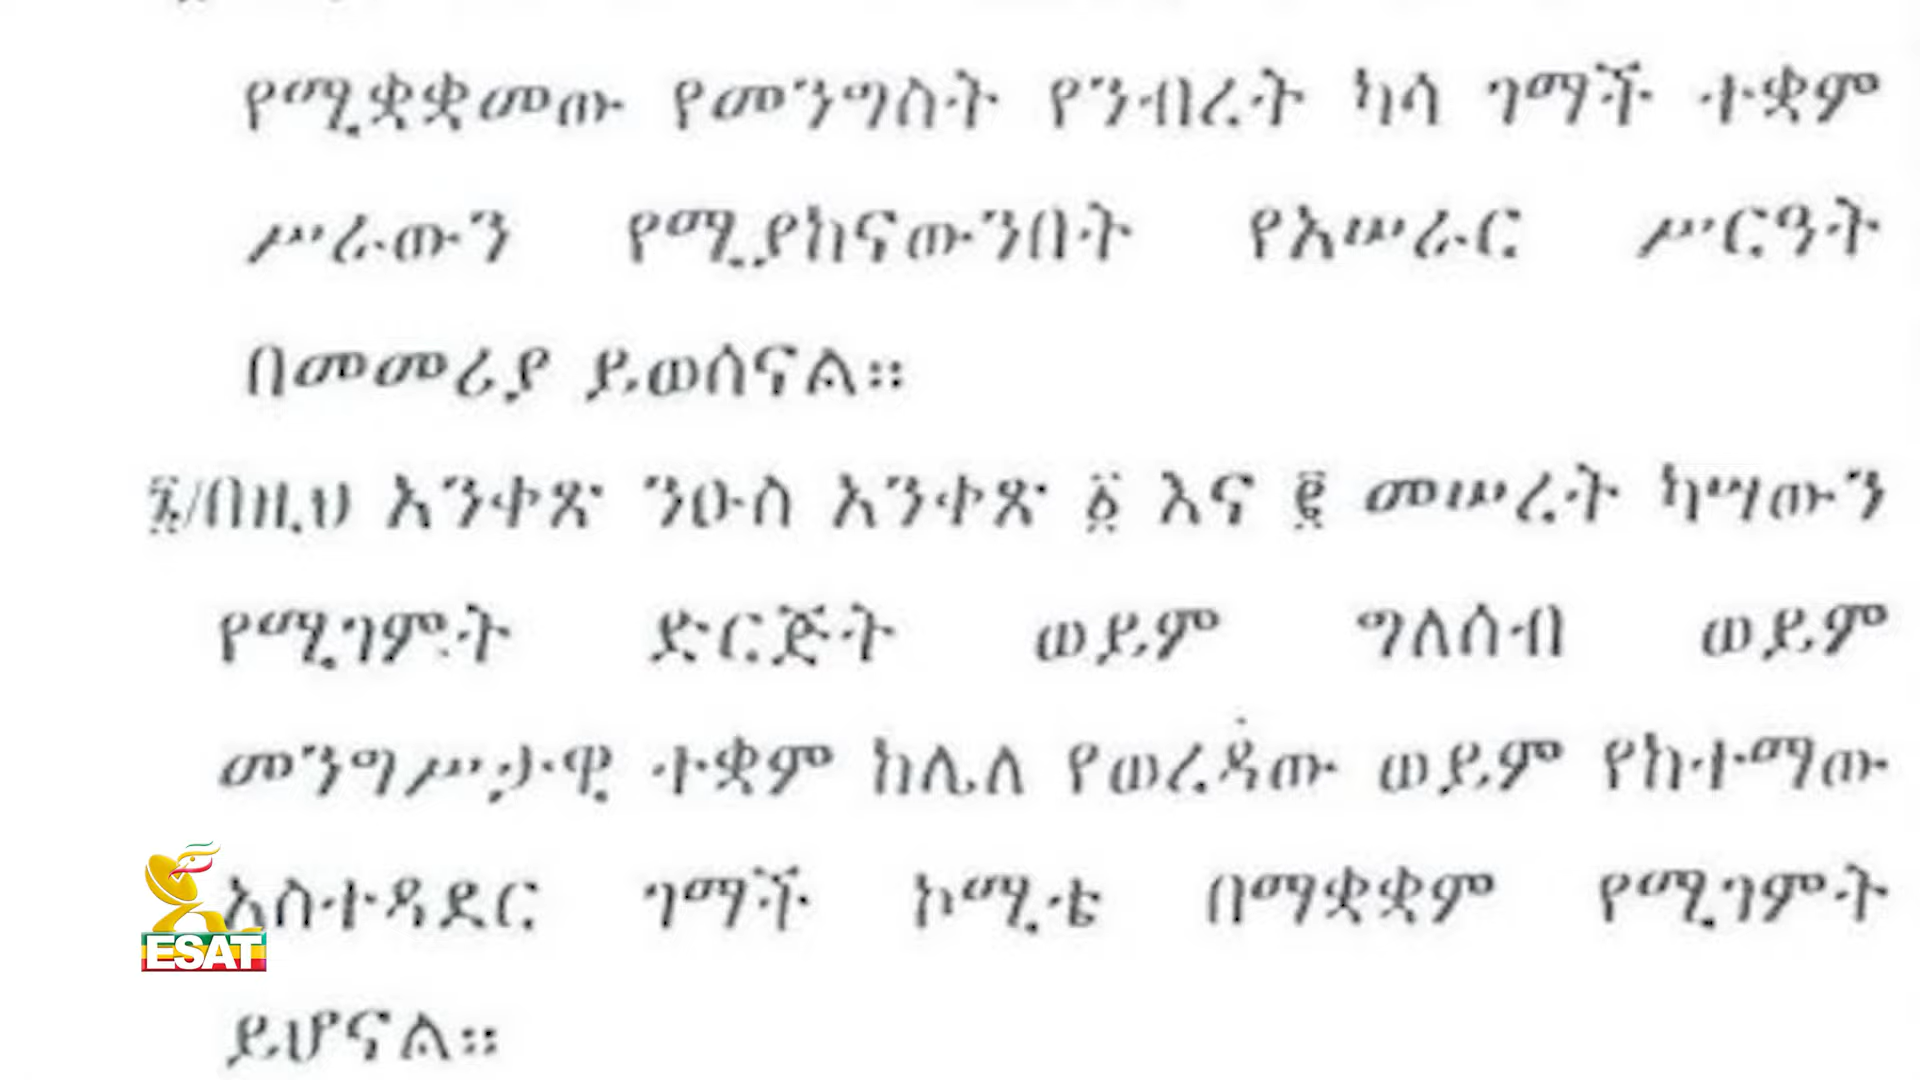 የሚቋቋመው የመንግስት የንብረት ካሳ ገማች ተቋም
ሥራውን የሚያከናውንበት የአሠራር ሥርዓት
በመመሪያ ይወሰናል፡፡
፯/በዚህ አንቀጽ ንዑስ አንቀጽ ፩ እና ፪ መሠረት ካሣውን
የሚገምት ድርጅት ወይም ግለሰብ ወይም
መንግሥታዊ ተቋም ከሌለ የወረዳው ወይም የከተማው
አስተዳደር ገማች ኮሚቴ በማቋቋም የሚገምት
ESAT
ይሆናል፡፡